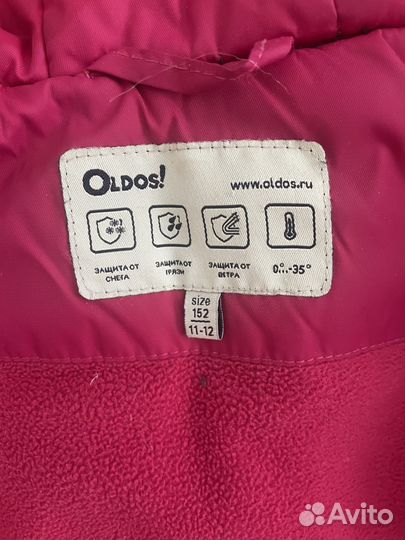 OLDOS!
www.oldos.ru
ЗАЩИТА ОТ СНЕГА
ЗАЩИТА ОТ ГРЯЗИ
ЗАЩИТА ОТ ВЕТРА
0°...-35°
size
152
11-12
Avito